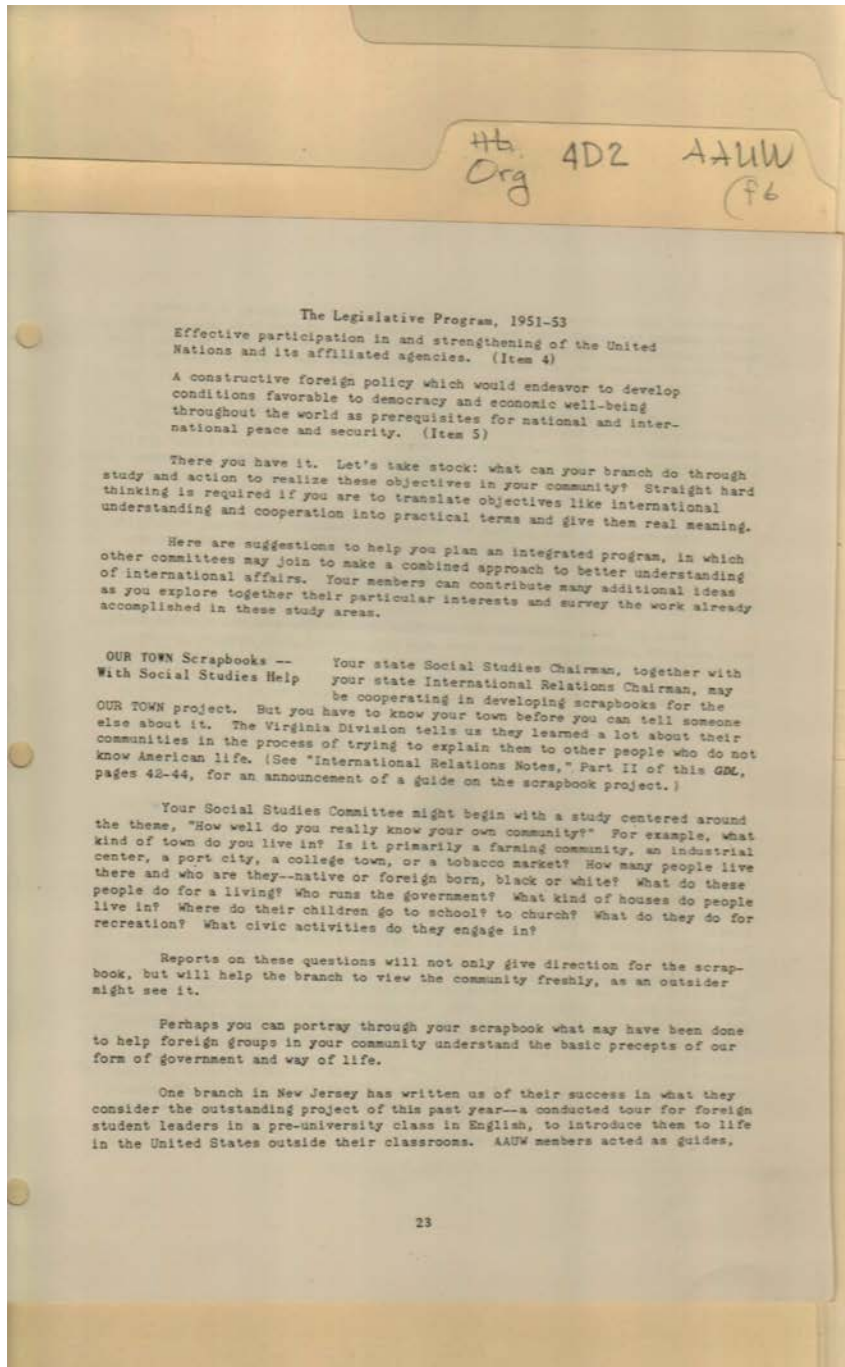 Org 4D2 AAUW
The Legislative Program, 1951-53
Effective participation in and strengthening of the United
Nations and its affiliated agencies. (Item 4)
A constructive foreign policy which would endeavor to develop
conditions favorable to democracy and economic well-being
throughout the world as prerequisites for national and inter-
national peace and security. (Item 5)
There you have it. Let's take stock: what can your branch do through
study and action to realize these objectives in your community? Straight hard
thinking is required if you are to translate objectives like international
understanding and cooperation into practical terms and give them real meaning.
Here are suggestions to help you plan an integrated program, in which
other committees may join to make a combined approach to better understanding
of international affairs. Your members can contribute many additional ideas
as you explore together their particular interests and survey the work already
accomplished in these study areas.
OUR TOWN Scrapbooks --
With Social Studies Help
Your state Social Studies Chairman, together with
your state International Relations Chairman, may
be cooperating in developing scrapbooks for the
OUR TOWN project. But you have to know your town before you can tell someone
else about it. The Virginia Division tells us they learned a lot about their
communities in the process of trying to explain them to other people who do not
know American life. (See "International Relations Notes," Part II of this GDL,
pages 42-44, for an announcement of a guide on the scrapbook project.)
Your Social Studies Committee might begin with a study centered around
the theme, "How well do you really know your own community?" For example, what
kind of town do you live in? Is it primarily a farming community, an industrial
center, a port city, a college town, or a tobacco market? How many people live
there and who are they--native or foreign born, black or white? What do these
people do for a living? Who runs the government? What kind of houses do people
live in? Where do their children go to school? to church? What do they do for
recreation? What civic activities do they engage in?
Reports on these questions will not only give direction for the scrap-
book, but will help the branch to view the community freshly, as an outsider
might see it.
Perhaps you can portray through your scrapbook what may have been done
to help foreign groups in your community understand the basic precepts of our
form of government and way of life.
One branch in New Jersey has written us of their success in what they
consider the outstanding project of this past year--a conducted tour for foreign
student leaders in a pre-university class in English, to introduce them to life
in the United States outside their classrooms. AAUW members acted as guides,
23